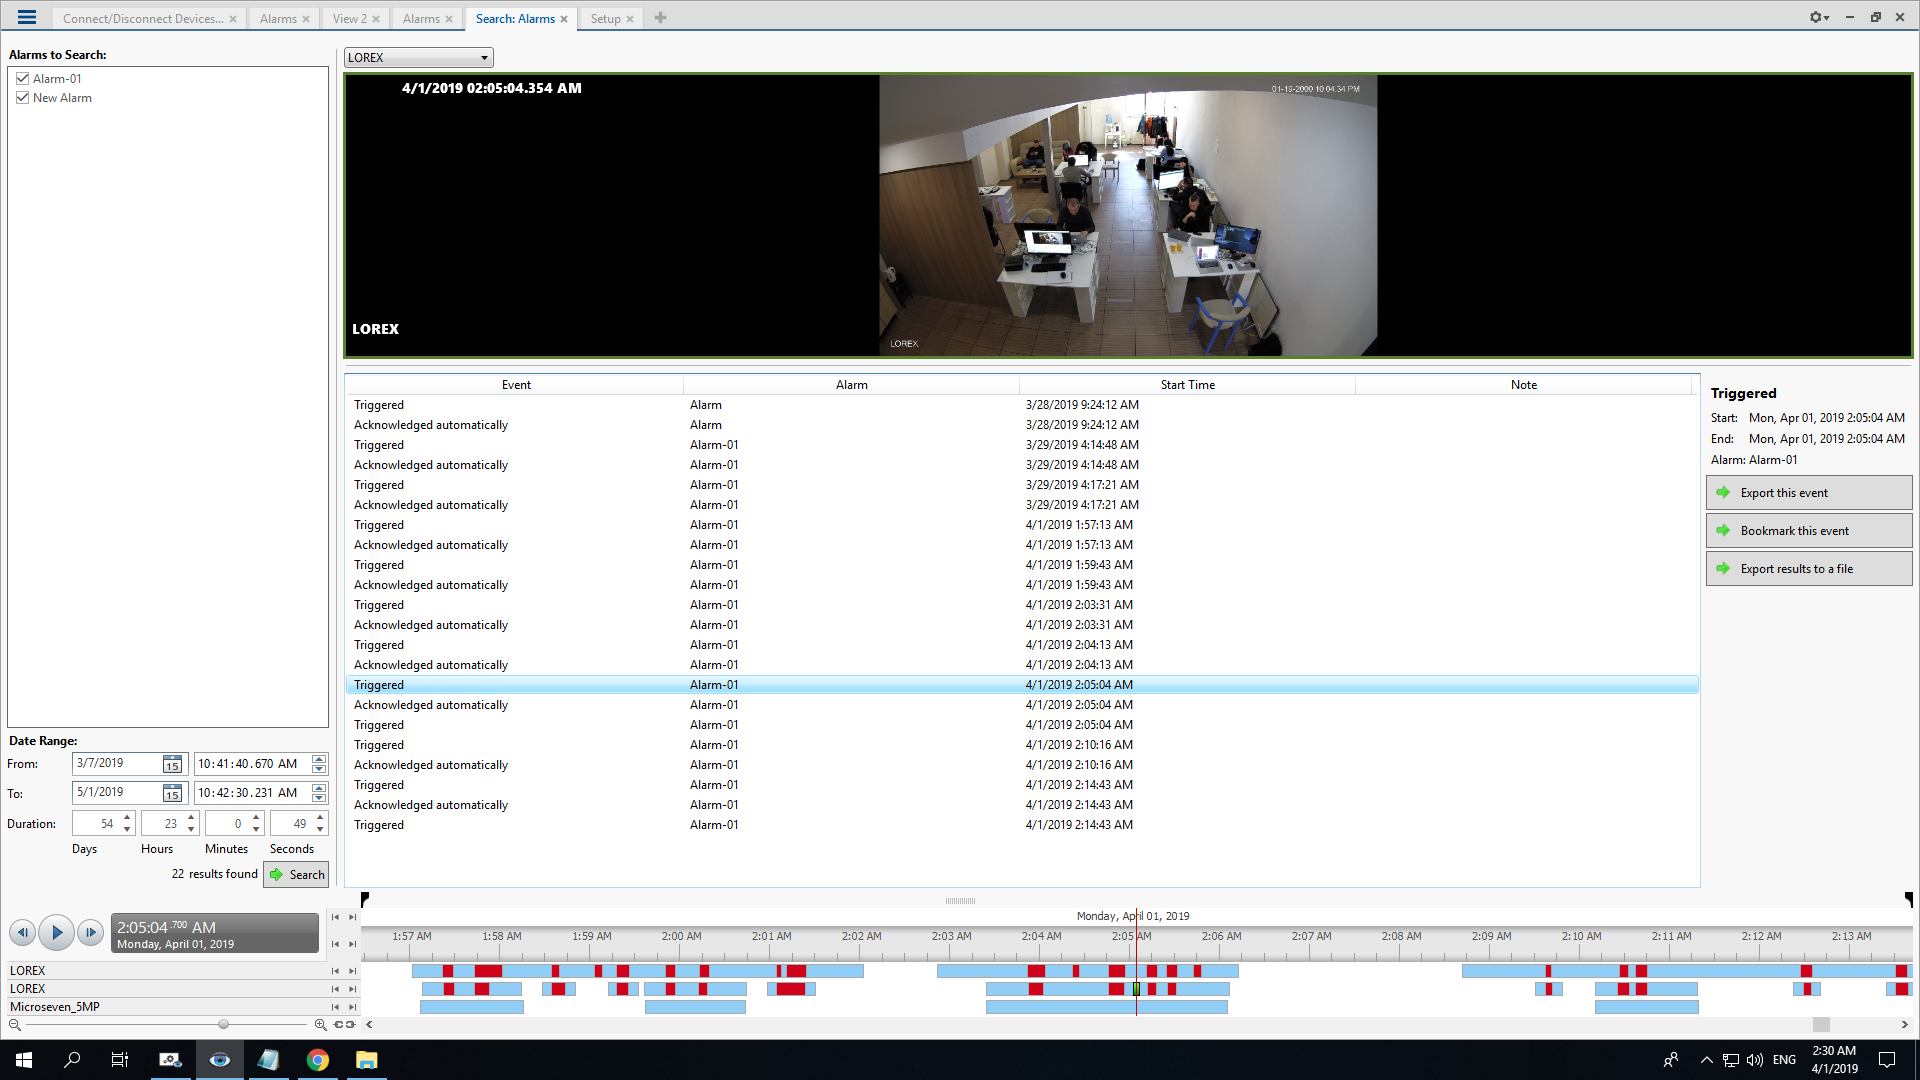 Connect/Disconnect Devices...
Alarms
View 2
Alarms
Search: Alarms
Setup
Alarms to Search:
Alarm-01
New Alarm
LOREX
4/1/2019 02:05:04.354 AM
01-19-2000 10:04:34 PM
LOREX
LOREX
Event Alarm Start Time Note
Triggered Alarm 3/28/2019 9:24:12 AM
Acknowledged automatically Alarm 3/28/2019 9:24:12 AM
Triggered Alarm-01 3/29/2019 4:14:48 AM
Acknowledged automatically Alarm-01 3/29/2019 4:14:48 AM
Triggered Alarm-01 3/29/2019 4:17:21 AM
Acknowledged automatically Alarm-01 3/29/2019 4:17:21 AM
Triggered Alarm-01 4/1/2019 1:57:13 AM
Acknowledged automatically Alarm-01 4/1/2019 1:57:13 AM
Triggered Alarm-01 4/1/2019 1:59:43 AM
Acknowledged automatically Alarm-01 4/1/2019 1:59:43 AM
Triggered Alarm-01 4/1/2019 2:03:31 AM
Acknowledged automatically Alarm-01 4/1/2019 2:03:31 AM
Triggered Alarm-01 4/1/2019 2:04:13 AM
Acknowledged automatically Alarm-01 4/1/2019 2:04:13 AM
Triggered Alarm-01 4/1/2019 2:05:04 AM
Acknowledged automatically Alarm-01 4/1/2019 2:05:04 AM
Triggered Alarm-01 4/1/2019 2:05:04 AM
Triggered Alarm-01 4/1/2019 2:10:16 AM
Acknowledged automatically Alarm-01 4/1/2019 2:10:16 AM
Triggered Alarm-01 4/1/2019 2:14:43 AM
Acknowledged automatically Alarm-01 4/1/2019 2:14:43 AM
Triggered Alarm-01 4/1/2019 2:14:43 AM
Triggered
Start: Mon, Apr 01, 2019 2:05:04 AM
End: Mon, Apr 01, 2019 2:05:04 AM
Alarm: Alarm-01
Export this event
Bookmark this event
Export results to a file
Date Range:
From: 3/7/2019 15 10:41:40.670 AM
To: 5/1/2019 15 10:42:30.231 AM
Duration: 54 23 0 49
Days Hours Minutes Seconds
22 results found Search
2:05:04.700 AM
Monday, April 01, 2019
Monday, April 01, 2019
1:57 AM 1:58 AM 1:59 AM 2:00 AM 2:01 AM 2:02 AM 2:03 AM 2:04 AM 2:05 AM 2:06 AM 2:07 AM 2:08 AM 2:09 AM 2:10 AM 2:11 AM 2:12 AM 2:13 AM
LOREX
LOREX
Microseven_5MP
ENG
2:30 AM
4/1/2019